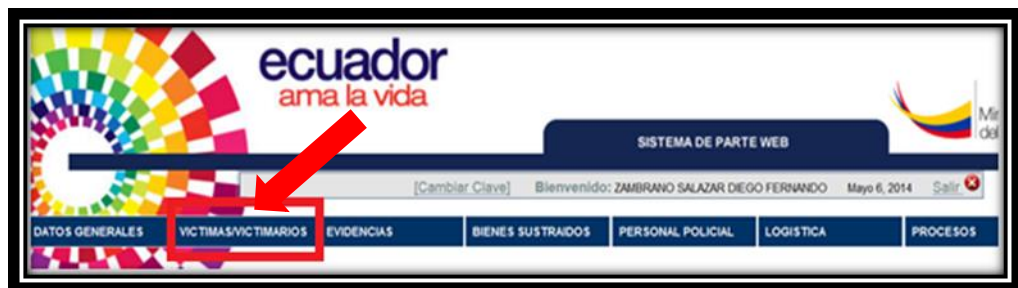 ecuador
ama la vida
SISTEMA DE PARTE WEB
[Cambiar Clave] Bienvenido: ZAMBRANO SALAZAR DIEGO FERNANDO Mayo 6, 2014 Salir
DATOS GENERALES VICTIMAS/VICTIMARIOS EVIDENCIAS BIENES SUSTRAIDOS PERSONAL POLICIAL LOGISTICA PROCESOS